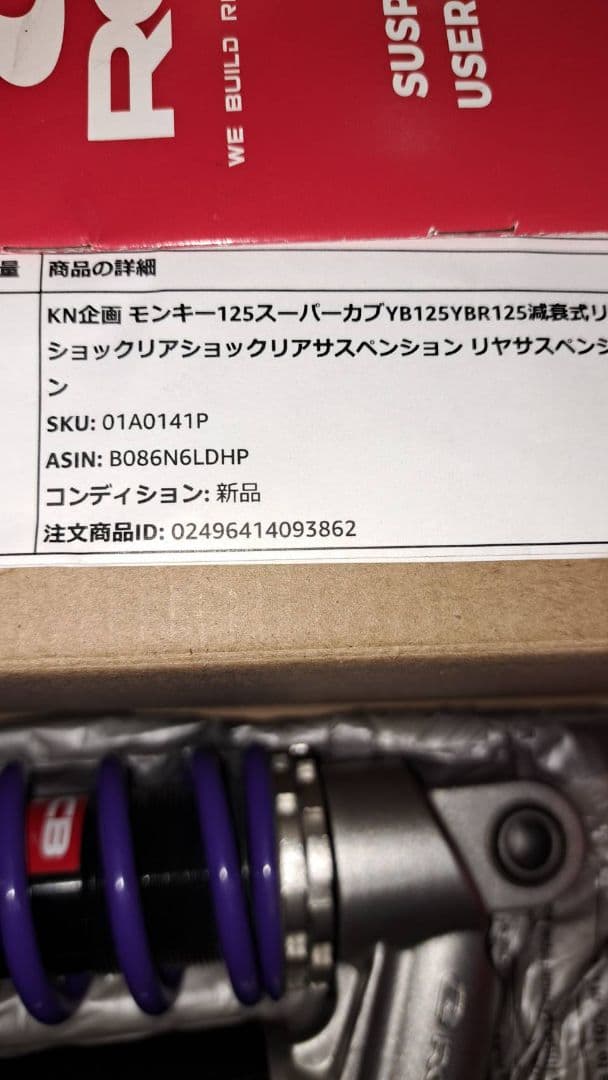 WE BUILD
SUSP
USER
量 商品の詳細
KN企画 モンキー125スーパーカブYB125YBR125減衰式リ
ショックリアショックリアサスペンション リヤサスペンシ
ン
SKU: 01A0141P
ASIN: B086N6LDHP
コンディション: 新品
注文商品ID: 02496414093862
CB